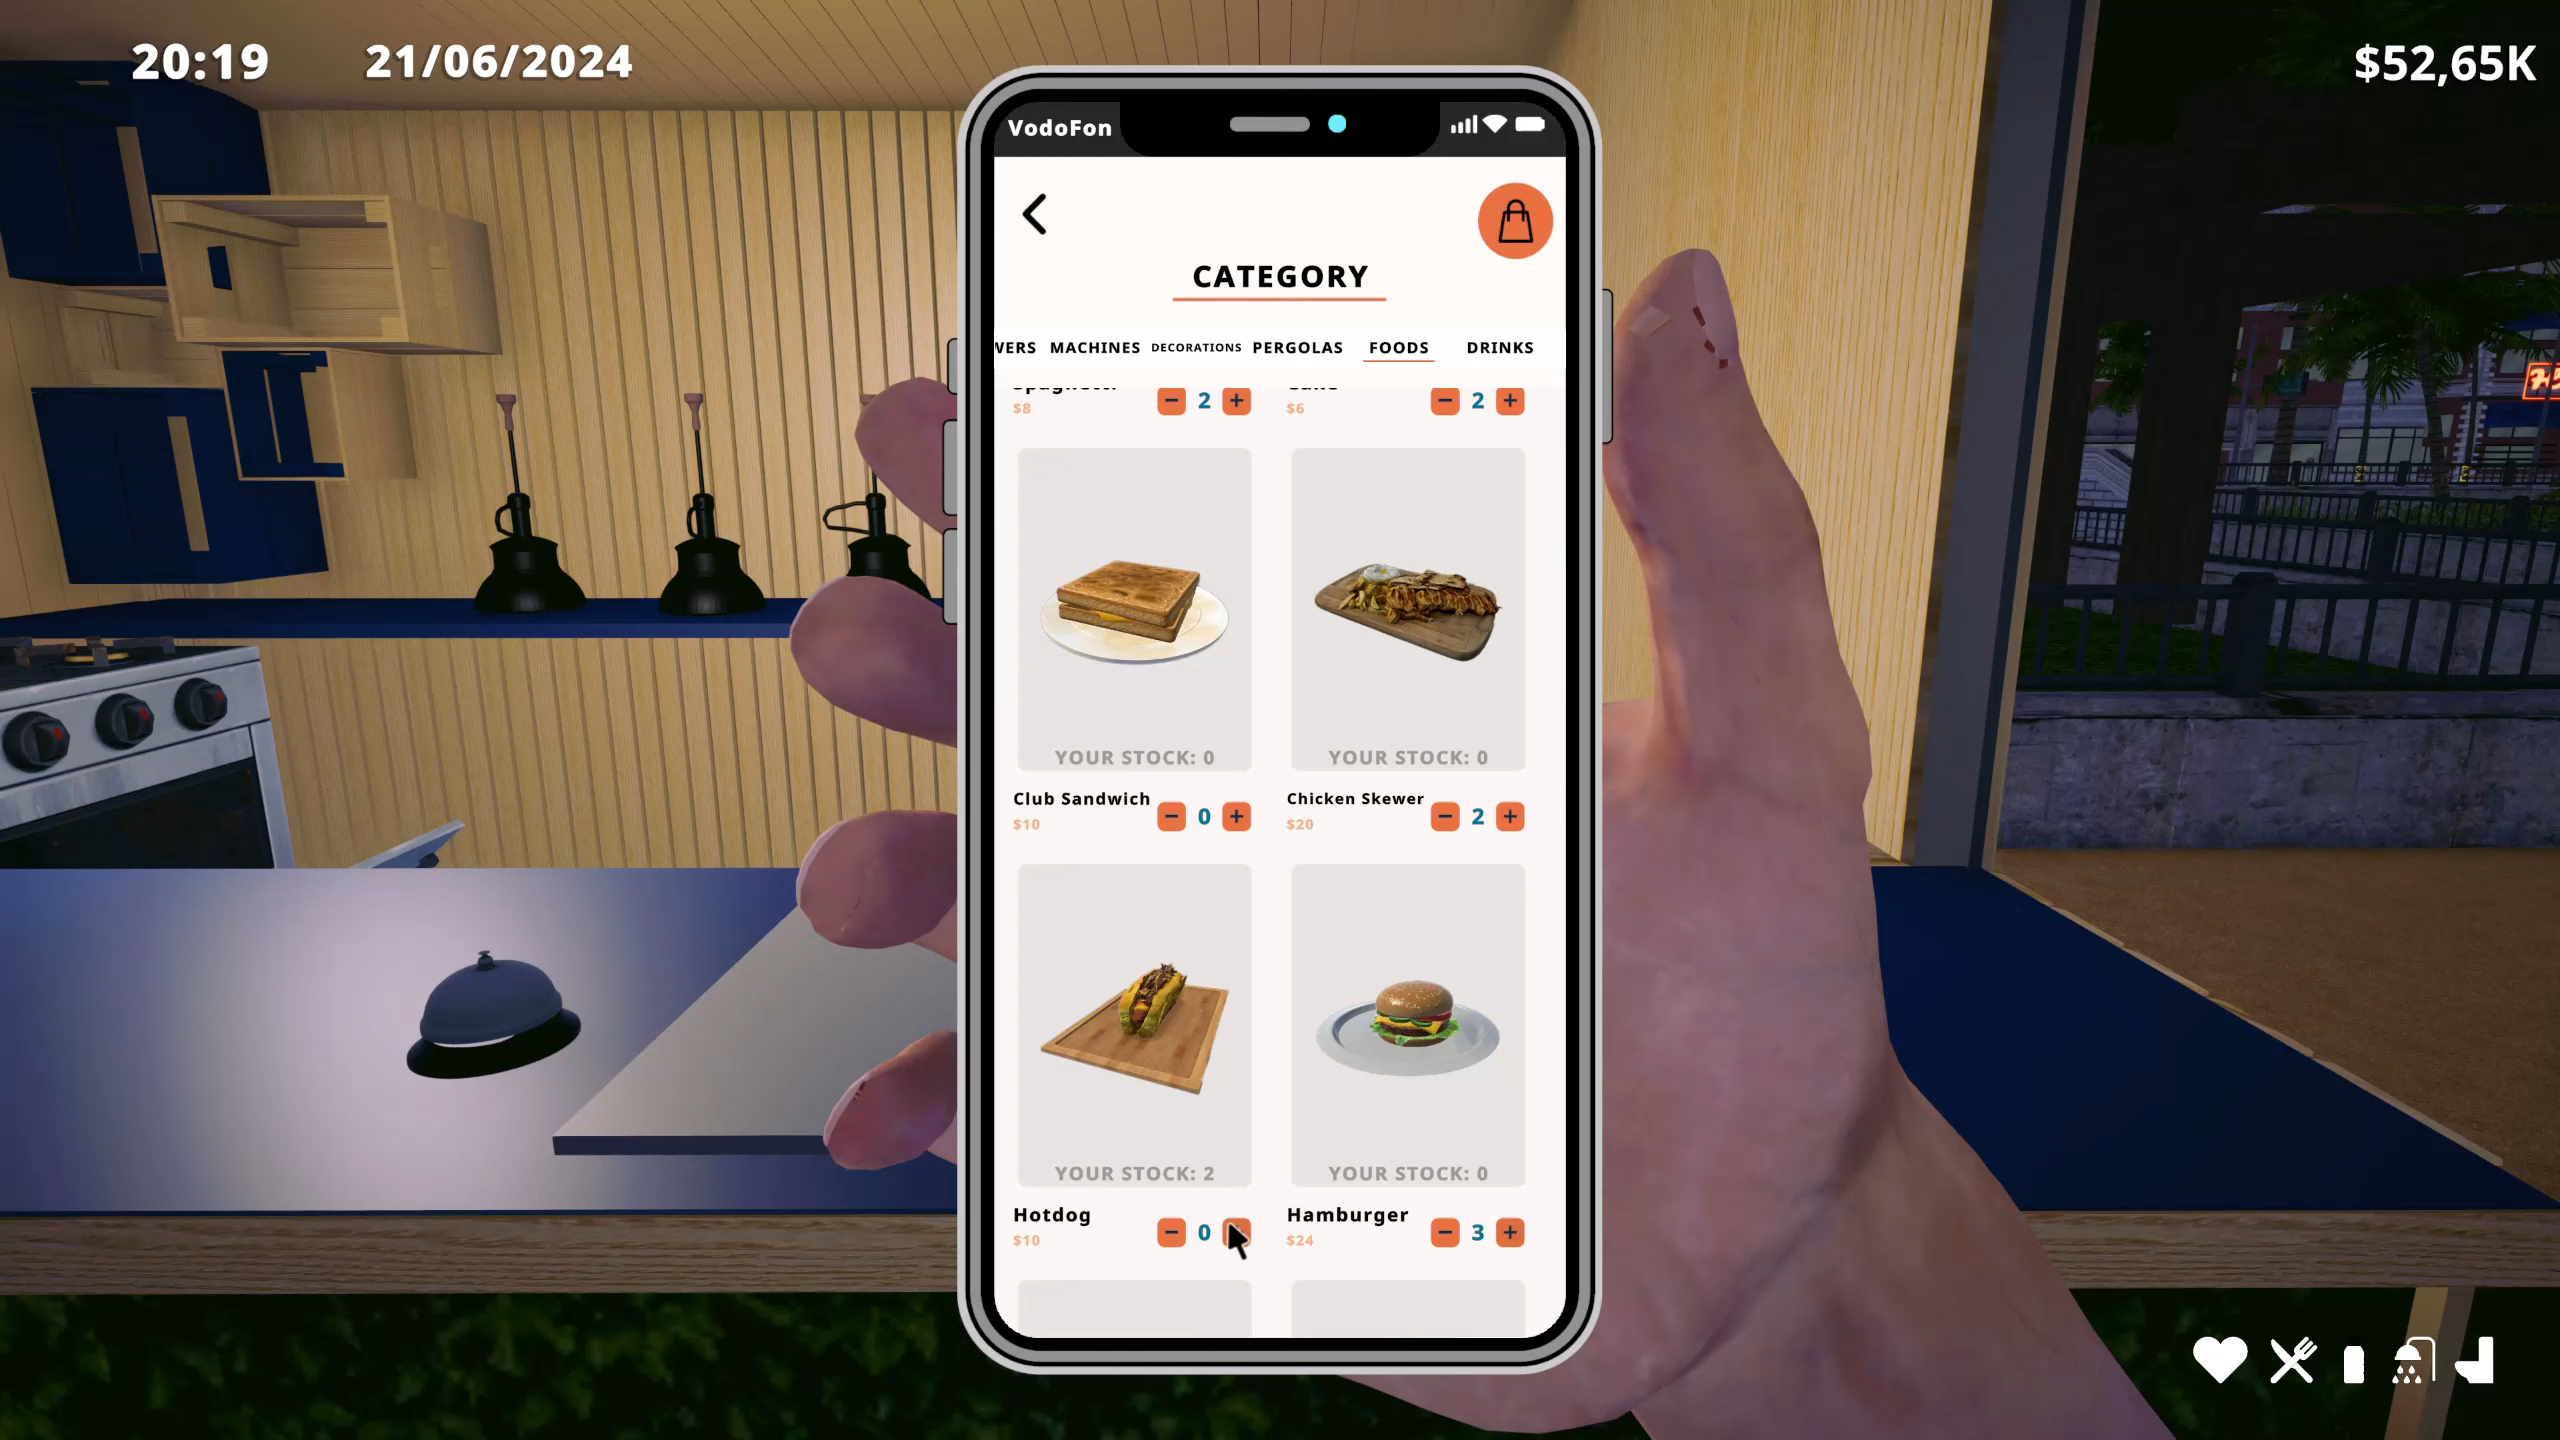 20:19 21/06/2024 $52,65K
VodoFon
CATEGORY
WERS MACHINES DECORATIONS PERGOLAS FOODS DRINKS
Spaghetti 2 2
$8 $6
YOUR STOCK: 0 YOUR STOCK: 0
Club Sandwich 0 Chicken Skewer 2
$10 $20
YOUR STOCK: 2 YOUR STOCK: 0
Hotdog 0 Hamburger 3
$10 $24